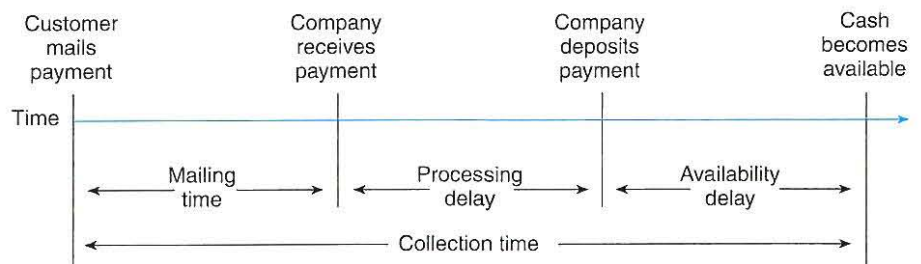 Customer
mails
payment
Company
receives
payment
Company
deposits
payment
Cash
becomes
available
Time
Mailing
time
Processing
delay
Availability
delay
Collection time